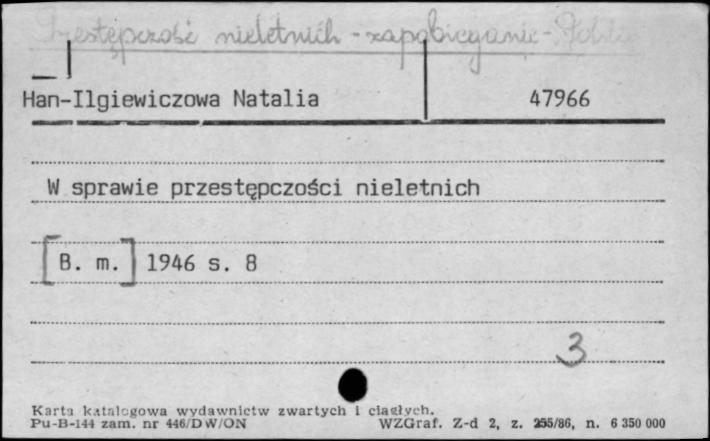 Przestępczość nieletnich - zapobieganie - Polska
Han-Ilgiewiczowa Natalia 47966
W sprawie przestępczości nieletnich
[B. m.] 1946 s. 8
3
Karta katalogowa wydawnictw zwartych i ciągłych.
Pu-B-144 zam. nr 446/DW/ON WZGraf. Z-d 2, z. 255/86, n. 6 350 000